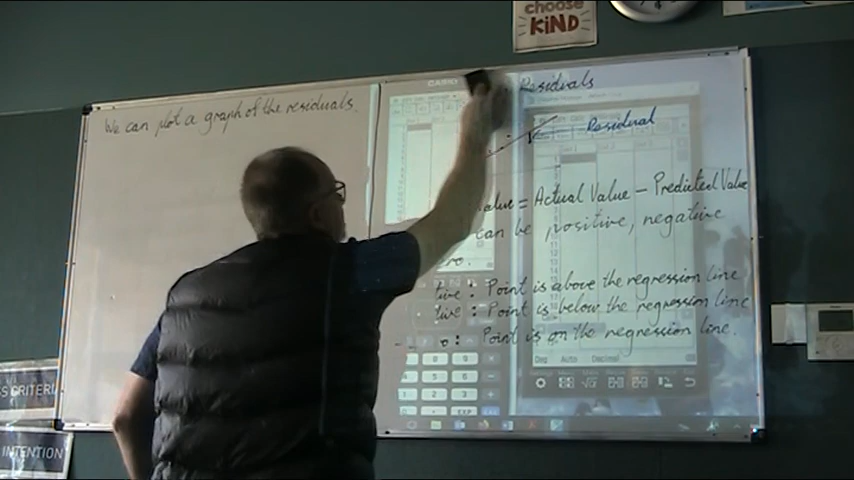 choose
KiND
CASIO
Residuals
We can plot a graph of the residuals.
Residual
= Actual Value - Predicted Value
can be positive, negative
tive: Point is above the regression line
tive: Point is below the regression line
o: Point is on the regression line.
Deg Auto Decimal
SS CRITERI
INTENTION